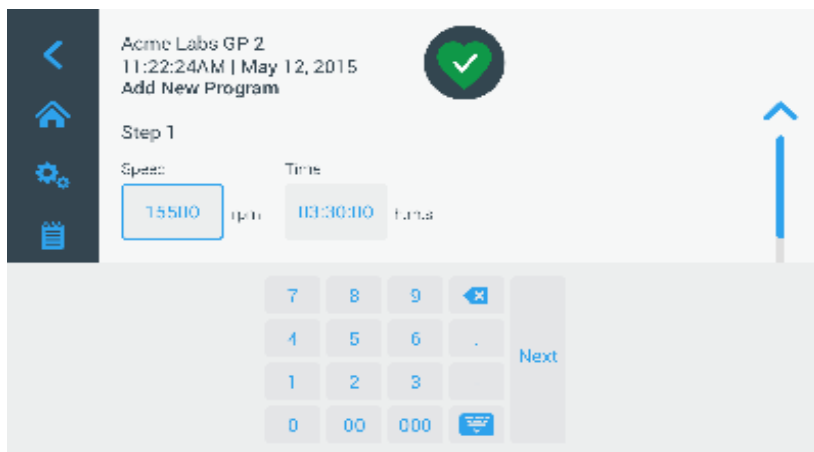 Acme Labs GP 2
11:22:24AM | May 12, 2015
Add New Program
Step 1
Speed Time
15500 rpm 03:30:00 h:m:s
7 8 9
4 5 6 . Next
1 2 3
0 00 000